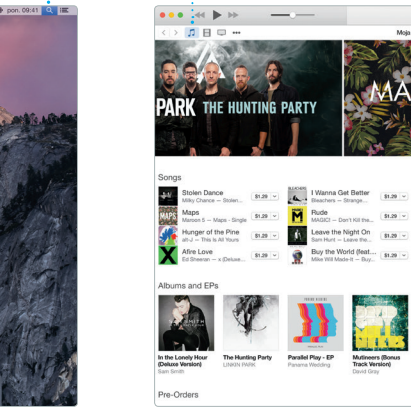 pon. 09:41
Moja
PARK THE HUNTING PARTY
MA
Songs
Stolen Dance
Milky Chance — Stolen...
$1.29
Maps
Maroon 5 — Maps - Single
$1.29
Hunger of the Pine
alt-J — This Is All Yours
$1.29
Afire Love
Ed Sheeran — x (Deluxe...
$1.29
I Wanna Get Better
Bleachers — Strange...
$1.29
Rude
MAGIC! — Don't Kill the...
$1.29
Leave the Night On
Sam Hunt — Leave the...
$1.29
Buy the World (feat...
Mike Will Made-It — Buy...
$1.29
MAPS
X
Albums and EPs
In the Lonely Hour
(Deluxe Version)
Sam Smith
The Hunting Party
LINKIN PARK
Parallel Play - EP
Panama Wedding
Mutineers (Bonus
Track Version)
David Gray
Pre-Orders